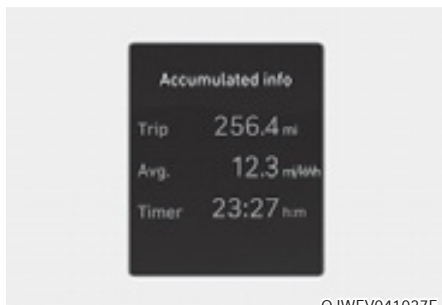 Accumulated info
Trip 256.4 mi
Avg. 12.3 mi/kWh
Timer 23:27 h:m